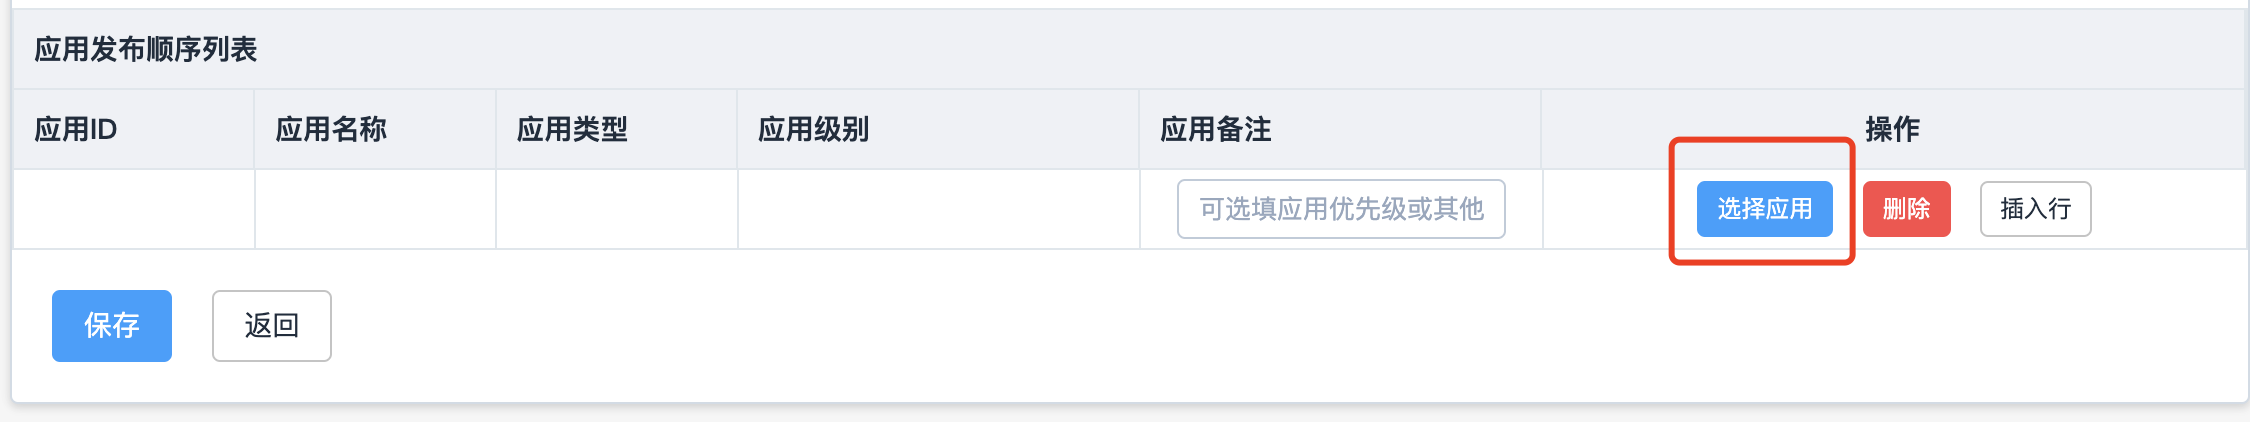 应用发布顺序列表
应用ID 应用名称 应用类型 应用级别 应用备注 操作
可选填应用优先级或其他 选择应用 删除 插入行
保存 返回